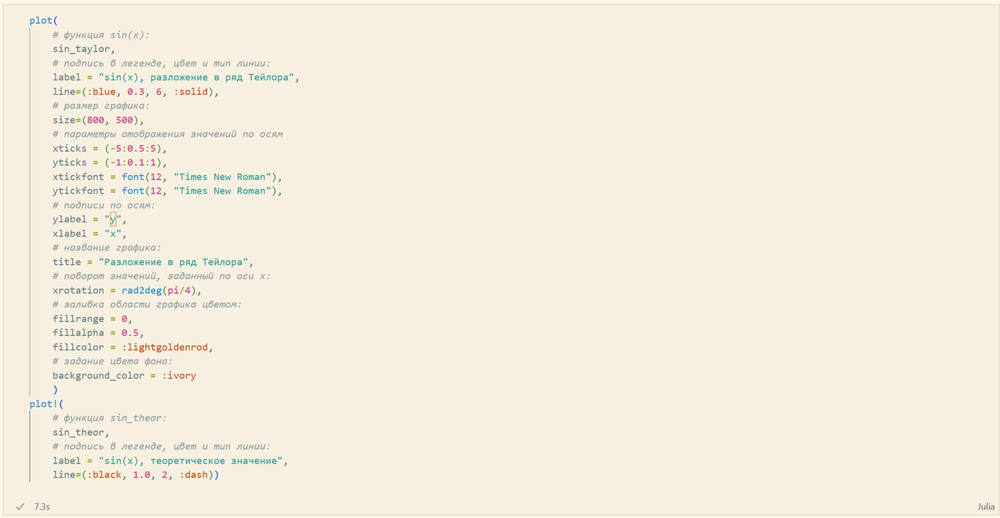 plot(
# функция sin(x):
sin_taylor,
# подпись в легенде, цвет и тип линии:
label = "sin(x), разложение в ряд Тейлора",
line=(:blue, 0.3, 6, :solid),
# размер графика:
size=(800, 500),
# параметры отображения значений по осям
xticks = (-5:0.5:5),
yticks = (-1:0.1:1),
xtickfont = font(12, "Times New Roman"),
ytickfont = font(12, "Times New Roman"),
# подписи по осям:
ylabel = "y",
xlabel = "x",
# название графика:
title = "Разложение в ряд Тейлора",
# поворот значений, заданный по оси x:
xrotation = rad2deg(pi/4),
# заливка области графика цветом:
fillrange = 0,
fillalpha = 0.5,
fillcolor = :lightgoldenrod,
# задание цвета фона:
background_color = :ivory
)
plot!(
# функция sin_theor:
sin_theor,
# подпись в легенде, цвет и тип линии:
label = "sin(x), теоретическое значение",
line=(:black, 1.0, 2, :dash))
7.3s
Julia